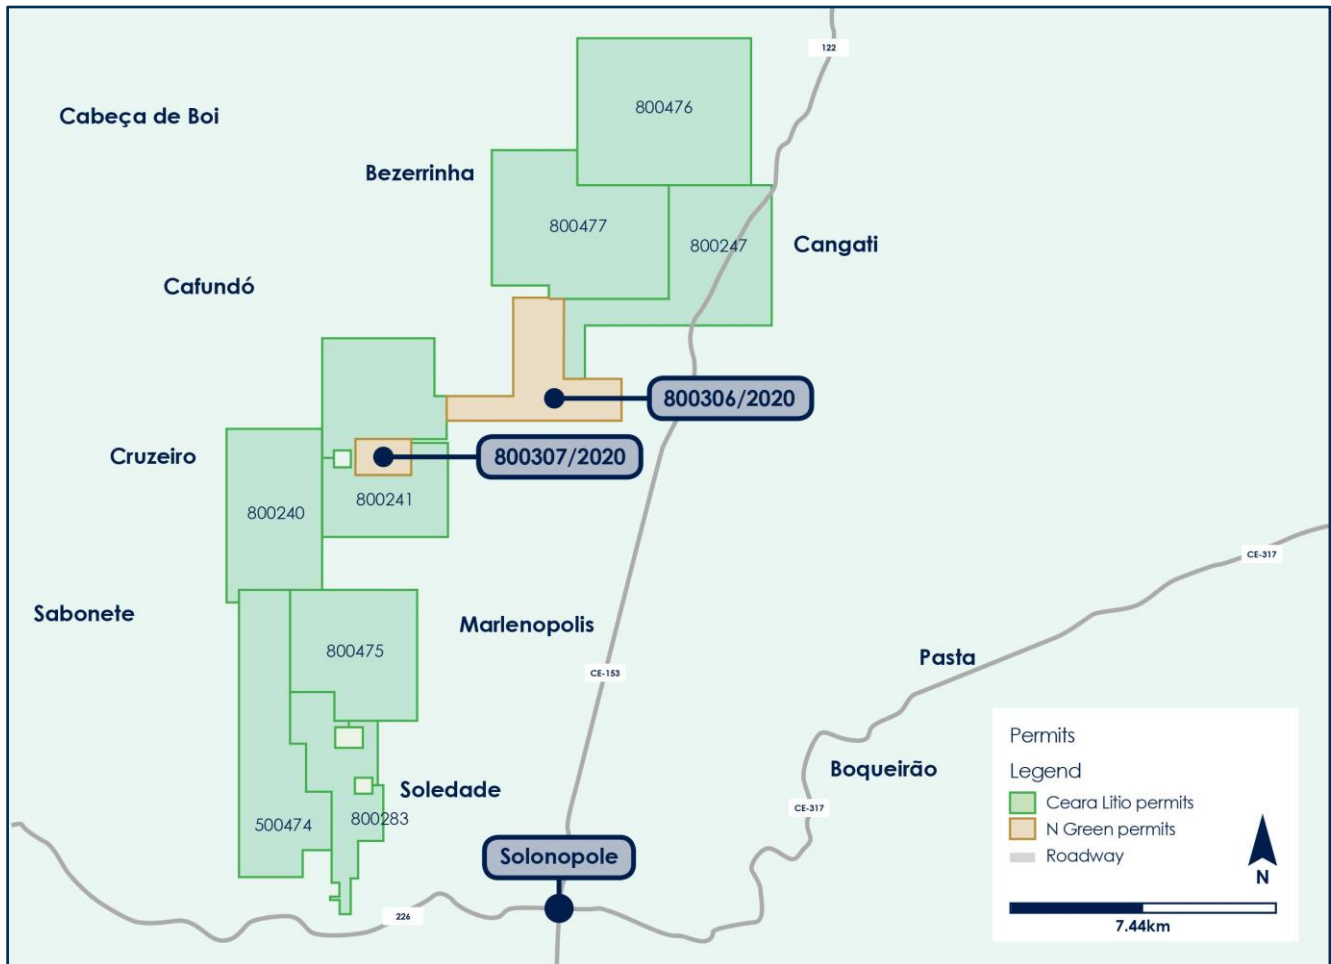 122
800476
Cabeça de Boi
Bezerrinha
800477
800247
Cangati
Cafundó
800306/2020
Cruzeiro
800307/2020
800241
800240
CE-317
Sabonete
Marlenopolis
800475
Pasta
CE-153
Permits
Legend
Ceara Litio permits
N Green permits
Roadway
N
7.44km
Boqueirão
Soledade
CE-317
500474
800283
Solonopole
226